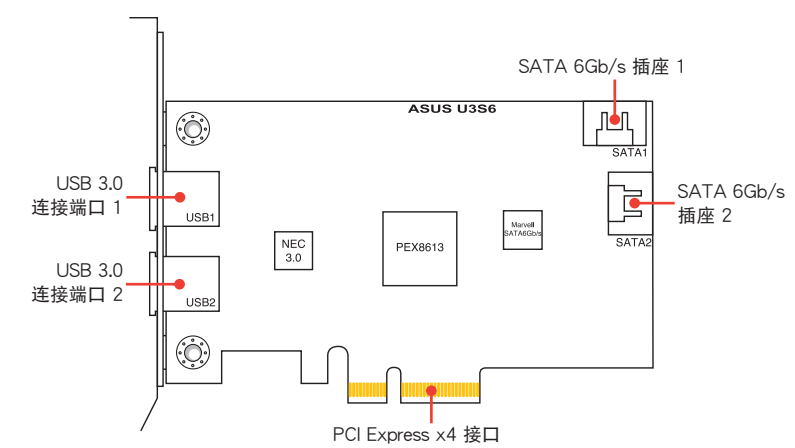 SATA 6Gb/s 插座 1
ASUS U3S6
SATA1
USB 3.0
连接端口 1
USB1
SATA 6Gb/s
插座 2
SATA2
Marvell
SATA6Gb/s
NEC
3.0
PEX8613
USB 3.0
连接端口 2
USB2
PCI Express x4 接口